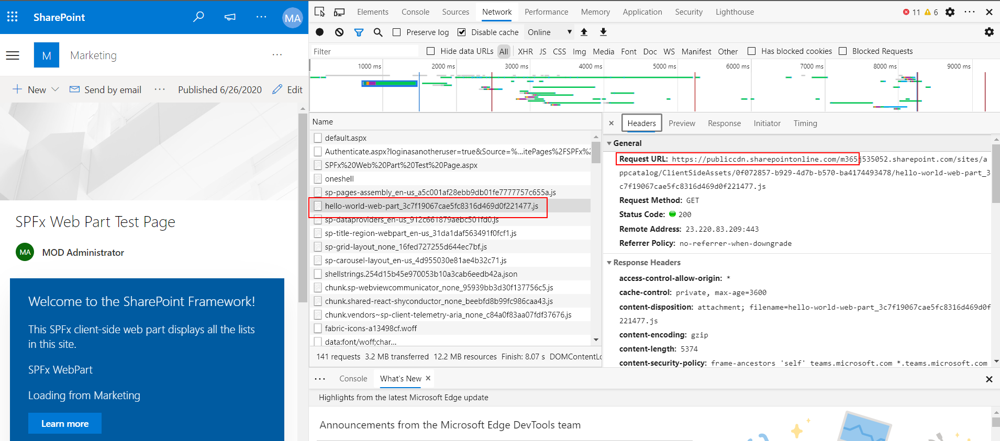 SharePoint
MA
M
Marketing
New
Send by email
Published 6/26/2020
Edit
SPFx Web Part Test Page
MA
MOD Administrator
Welcome to the SharePoint Framework!
This SPFx client-side web part displays all the lists
in this site.
SPFx WebPart
Loading from Marketing
Learn more
Elements Console Sources Network Performance Memory Application Security Lighthouse 11 6
Preserve log Disable cache Online
Filter Hide data URLs All XHR JS CSS Img Media Font Doc WS Manifest Other Has blocked cookies Blocked Requests
1000 ms 2000 ms 3000 ms 4000 ms 5000 ms 6000 ms 7000 ms 8000 ms 9000 ms
Name
default.aspx
Authenticate.aspx?loginasanotheruser=true&Source=%...itePages%2FSPFx%2
SPFx%20Web%20Part%20Test%20Page.aspx
oneshell
sp-pages-assembly_en-us_a5c001af28ebb9db01fe7777757c655a.js
hello-world-web-part_3c7f19067cae5fc8316d469d0f221477.js
sp-dataproviders_en-us_912c661879aebc501fd0.js
sp-title-region-webpart_en-us_31da1daf563491f0fcf1.js
sp-grid-layout_none_16fed727255d644ec7bf.js
sp-carousel-layout_en-us_4d955030e81ae4b32c71.js
shellstrings.254d15b45e970053b10a3cab6eedb42a.json
chunk.sp-webviewcommunicator_none_95939bb3d30f137756c5.js
chunk.shared-react-shyconductor_none_beebfd8b99fc986caa43.js
chunk.vendors~sp-client-telemetry-aria_none_c84a0f83aa07fdf37676.js
fabric-icons-a13498cf.woff
data:font/woff;char...
141 requests 3.2 MB transferred 12.2 MB resources Finish: 8.07 s DOMContentLo
Headers Preview Response Initiator Timing
General
Request URL: https://publiccdn.sharepointonline.com/m365j535052.sharepoint.com/sites/a
ppcatalog/ClientSideAssets/0f072857-b929-4d7b-b570-ba4174493478/hello-world-web-part_3
c7f19067cae5fc8316d469d0f221477.js
Request Method: GET
Status Code: 200
Remote Address: 23.220.83.209:443
Referrer Policy: no-referrer-when-downgrade
Response Headers
access-control-allow-origin: *
cache-control: private, max-age=3600
content-disposition: attachment; filename=hello-world-web-part_3c7f19067cae5fc8316d469d0f
221477.js
content-encoding: gzip
content-length: 5374
content-security-policy: frame-ancestors 'self' teams.microsoft.com *.teams.microsoft.com
Console What's New
Highlights from the latest Microsoft Edge update
Announcements from the Microsoft Edge DevTools team